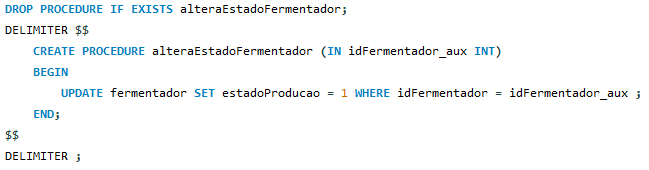 DROP PROCEDURE IF EXISTS alteraEstadoFermentador;
DELIMITER $$
CREATE PROCEDURE alteraEstadoFermentador (IN idFermentador_aux INT)
BEGIN
UPDATE fermentador SET estadoProducao = 1 WHERE idFermentador = idFermentador_aux ;
END;
$$
DELIMITER ;